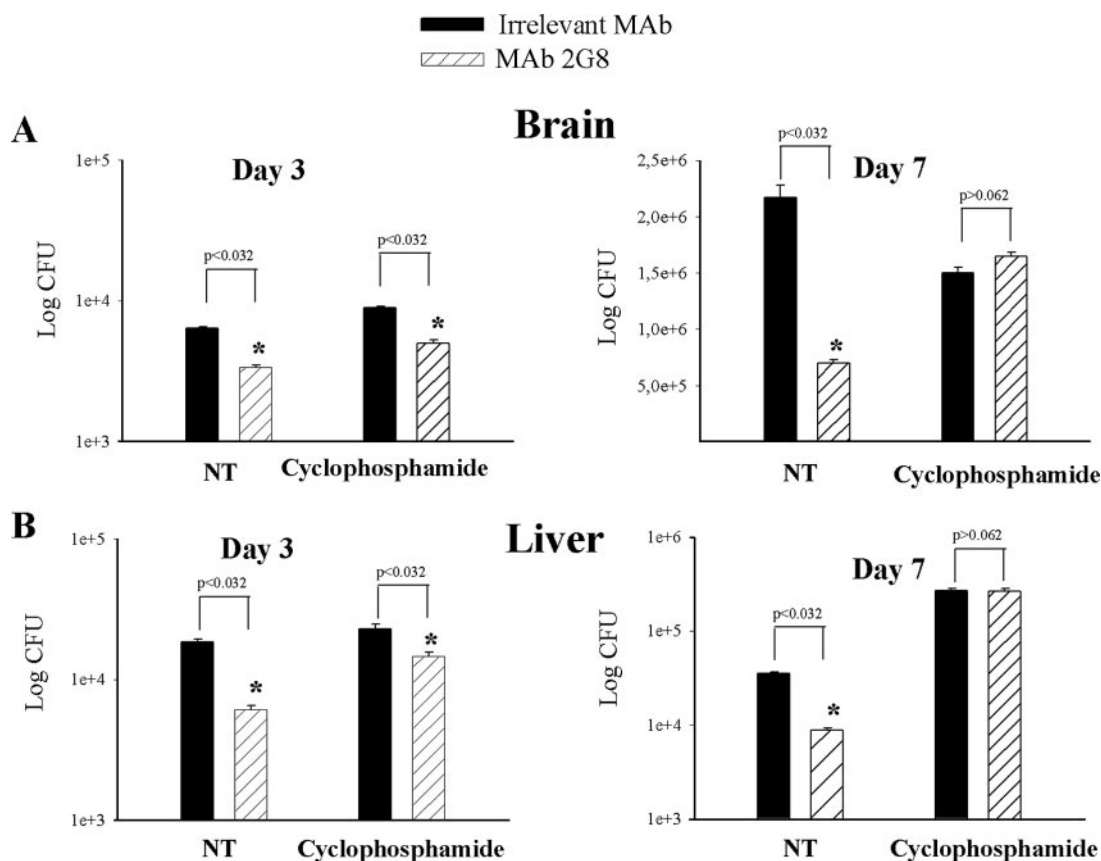 Irrelevant MAb
MAb 2G8
A
Brain
Day 3
Log CFU
1e+5
1e+4
1e+3
p<0.032
*
p<0.032
*
NT
Cyclophosphamide
Day 7
Log CFU
2,5e+6
2,0e+6
1,5e+6
1,0e+6
5,0e+5
p<0.032
*
p>0.062
NT
Cyclophosphamide
B
Liver
Day 3
Log CFU
1e+5
1e+4
1e+3
p<0.032
*
p<0.032
*
NT
Cyclophosphamide
Day 7
Log CFU
1e+6
1e+5
1e+4
1e+3
p<0.032
*
p>0.062
NT
Cyclophosphamide